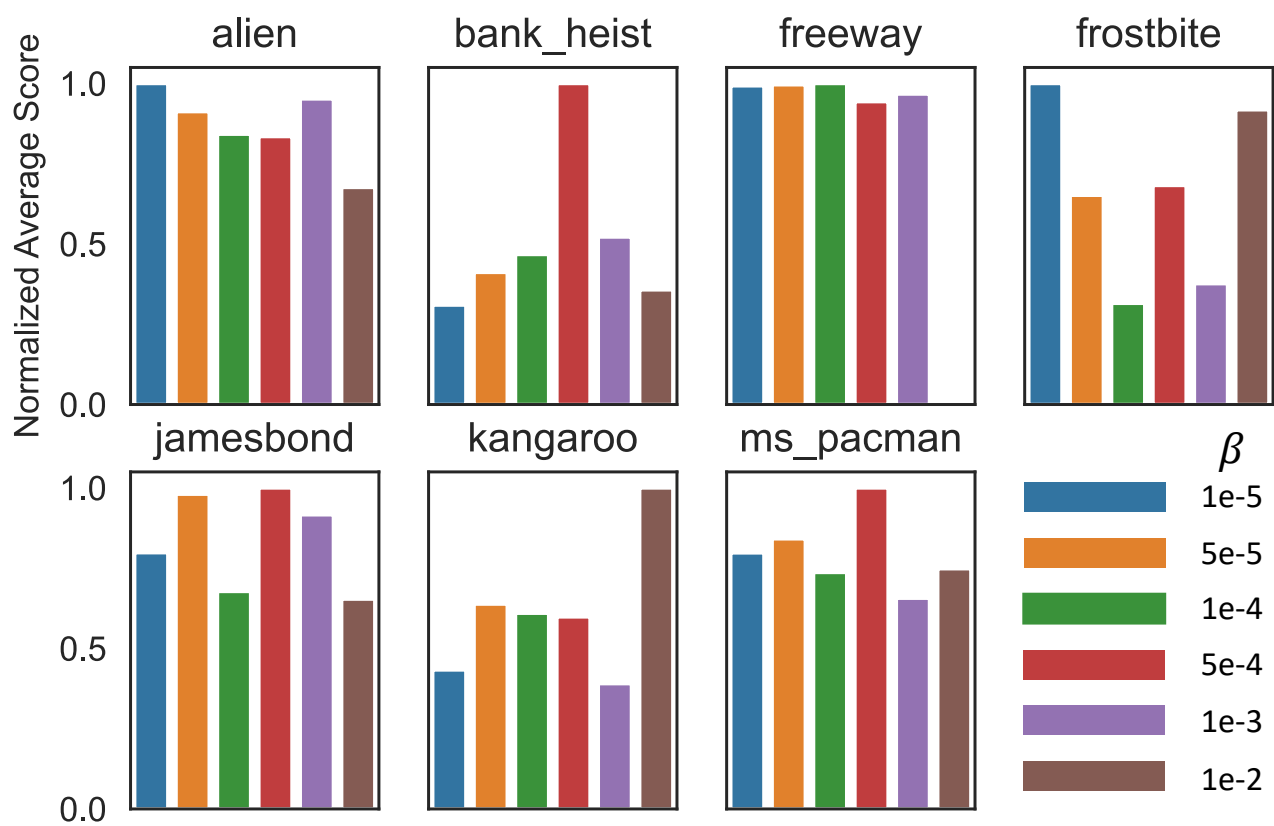 alien bank_heist freeway frostbite
Normalized Average Score
1.0
0.5
0.0
jamesbond kangaroo ms_pacman
1.0
0.5
0.0
β
1e-5
5e-5
1e-4
5e-4
1e-3
1e-2